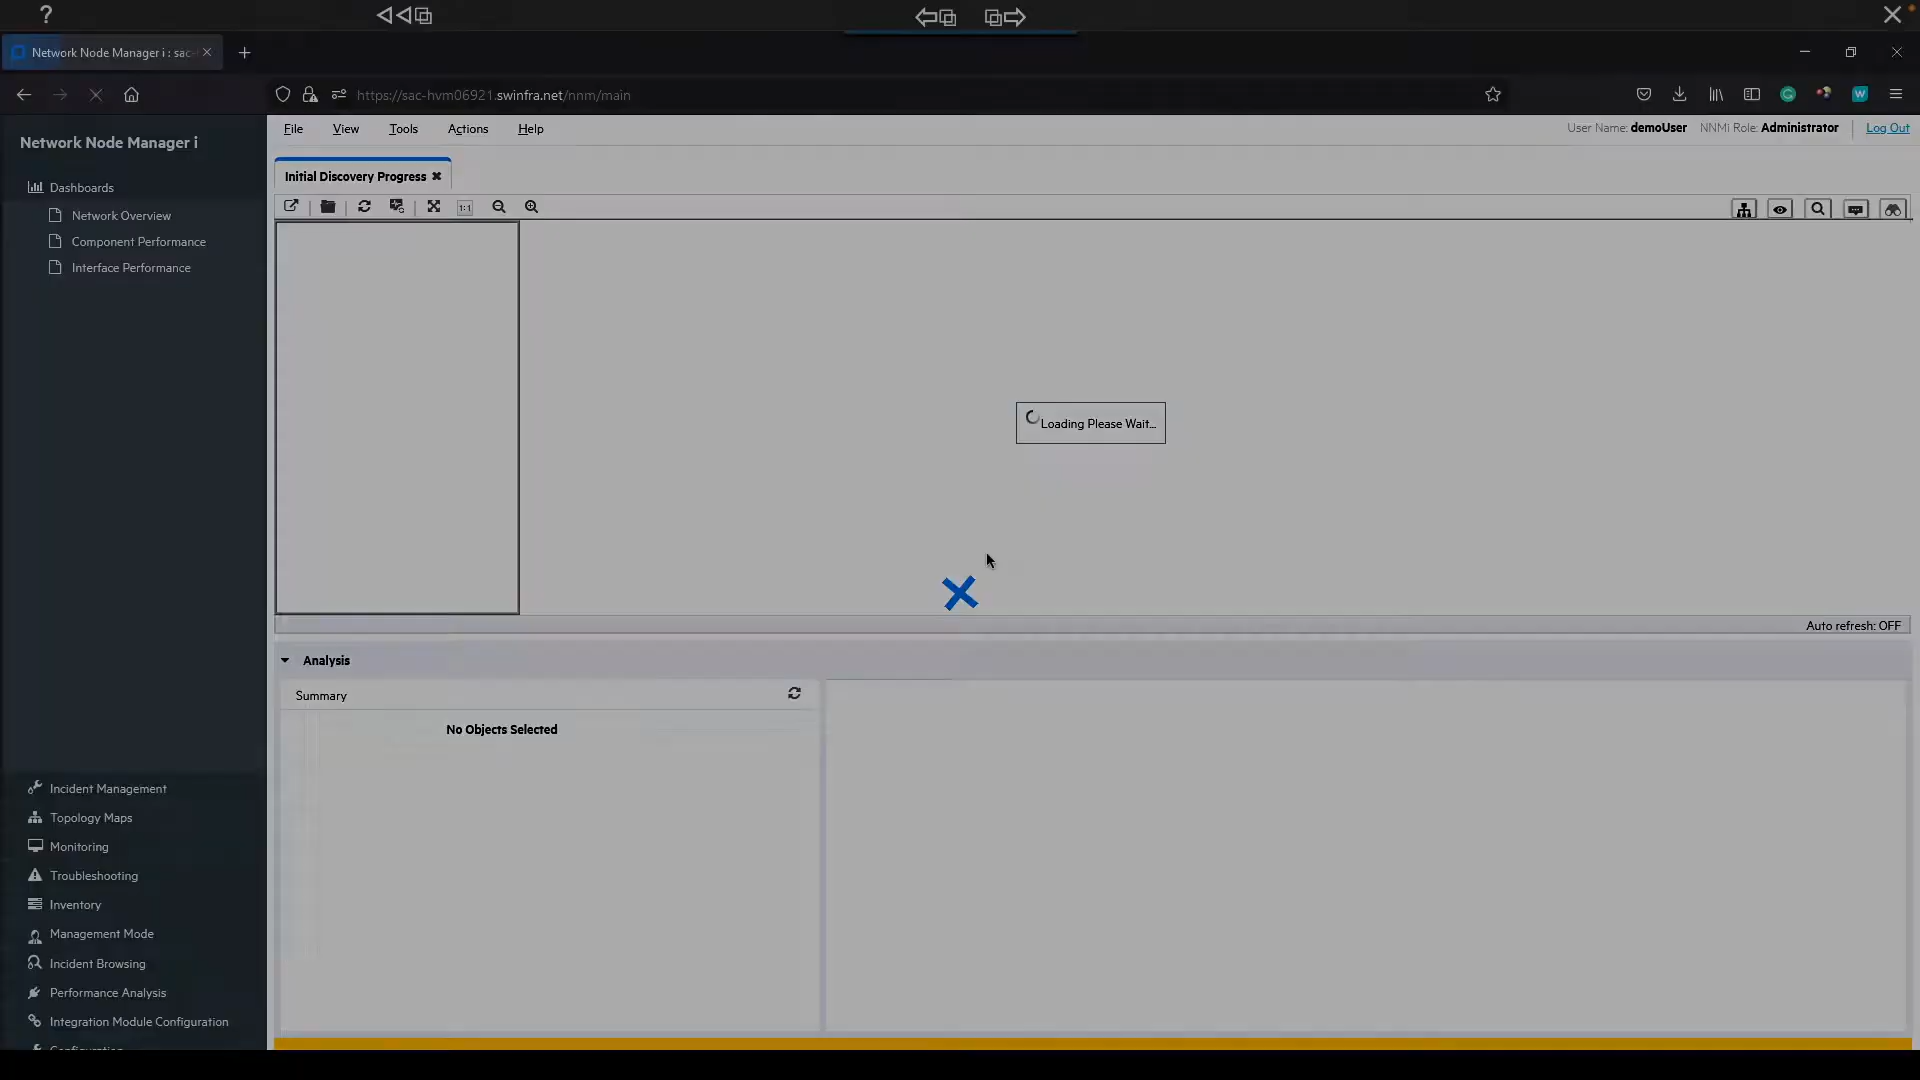 ?
Network Node Manager i : sac-
https://sac-hvm06921.swinfra.net/nnm/main
Network Node Manager i
File View Tools Actions Help
User Name: demoUser NNMi Role: Administrator Log Out
Dashboards
Network Overview
Component Performance
Interface Performance
Initial Discovery Progress
1:1
Loading Please Wait...
Auto refresh: OFF
Analysis
Summary
No Objects Selected
Incident Management
Topology Maps
Monitoring
Troubleshooting
Inventory
Management Mode
Incident Browsing
Performance Analysis
Integration Module Configuration
Configuration